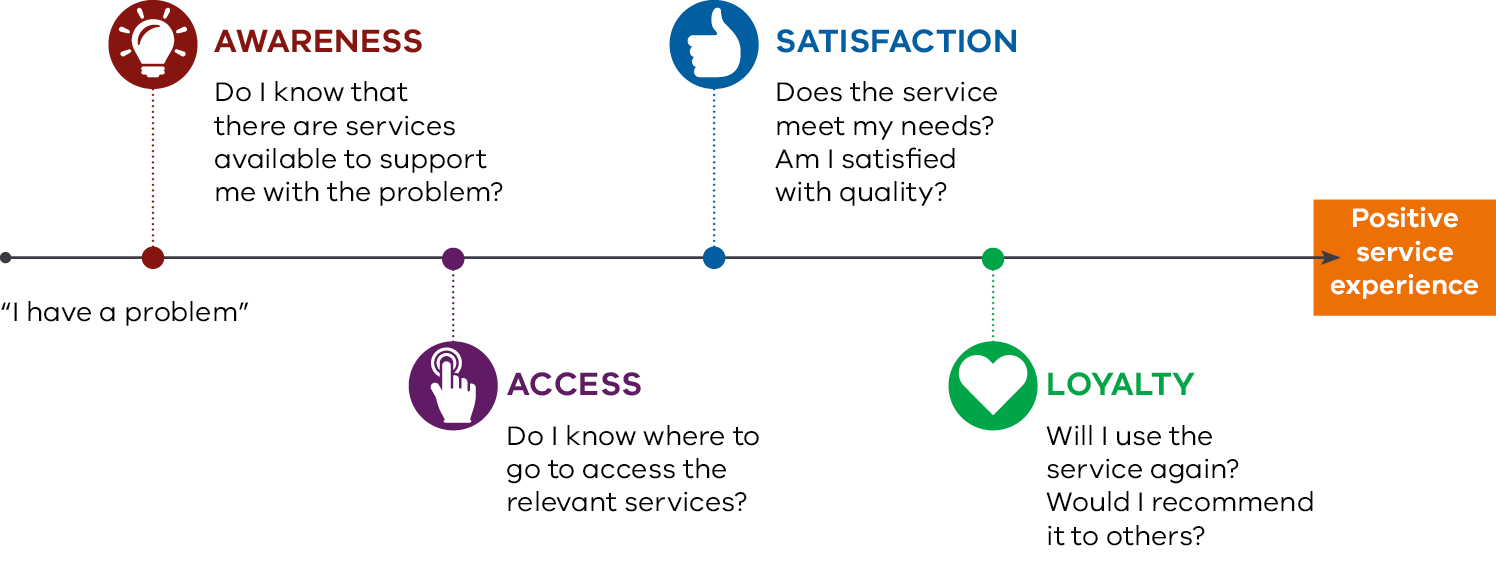 AWARENESS
Do I know that
there are services
available to support
me with the problem?
SATISFACTION
Does the service
meet my needs?
Am I satisfied
with quality?
Positive
service
experience
“I have a problem”
ACCESS
Do I know where to
go to access the
relevant services?
LOYALTY
Will I use the
service again?
Would I recommend
it to others?